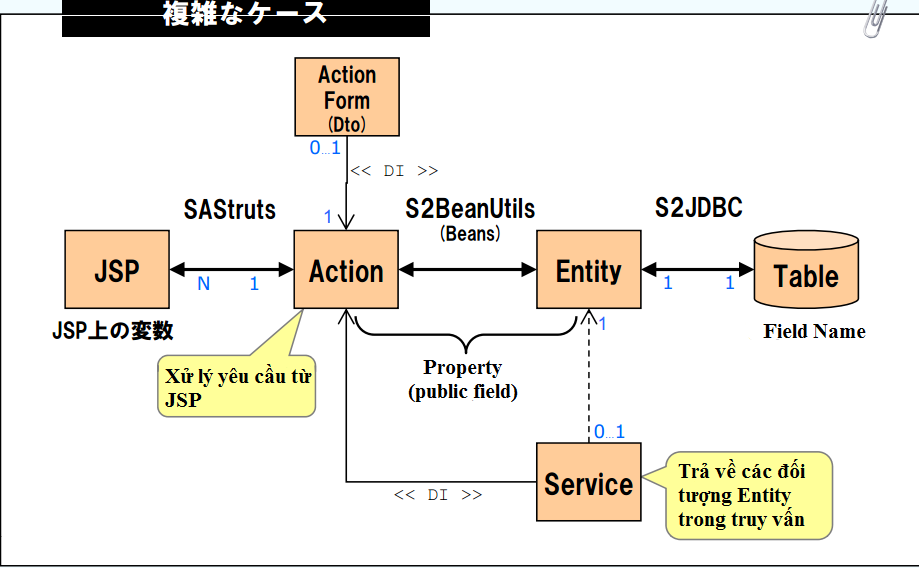 複雑なケース
Action
Form
(Dto)
0...1
<< DI >>
SAStruts
1
S2BeanUtils
(Beans)
S2JDBC
JSP
Action
Entity
Table
N
1
1
1
JSP上の変数
1
Field Name
Xử lý yêu cầu từ
JSP
Property
(public field)
0...1
Service
<< DI >>
Trả về các đối
tượng Entity
trong truy vấn